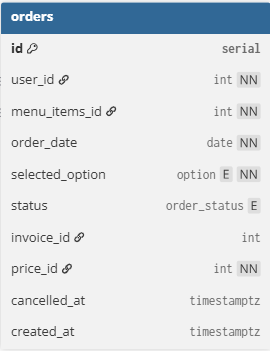 orders
id serial
user_id int NN
menu_items_id int NN
order_date date NN
selected_option option E NN
status order_status E
invoice_id int
price_id int NN
cancelled_at timestamptz
created_at timestamptz